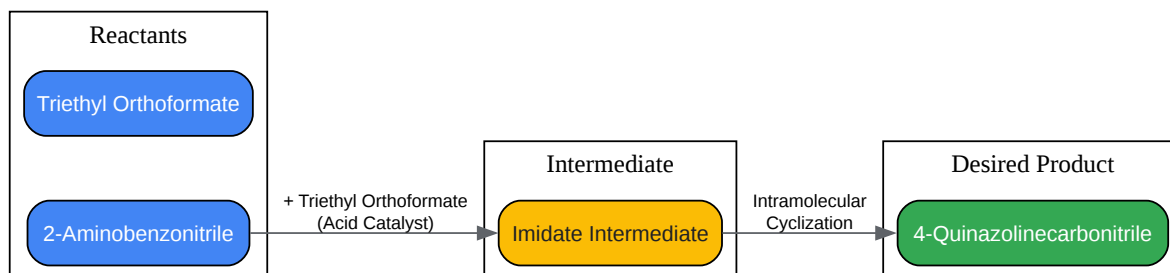 Reactants
Triethyl Orthoformate
2-Aminobenzonitrile
+ Triethyl Orthoformate
(Acid Catalyst)
Intermediate
Imidate Intermediate
Intramolecular
Cyclization
Desired Product
4-Quinazolinecarbonitrile